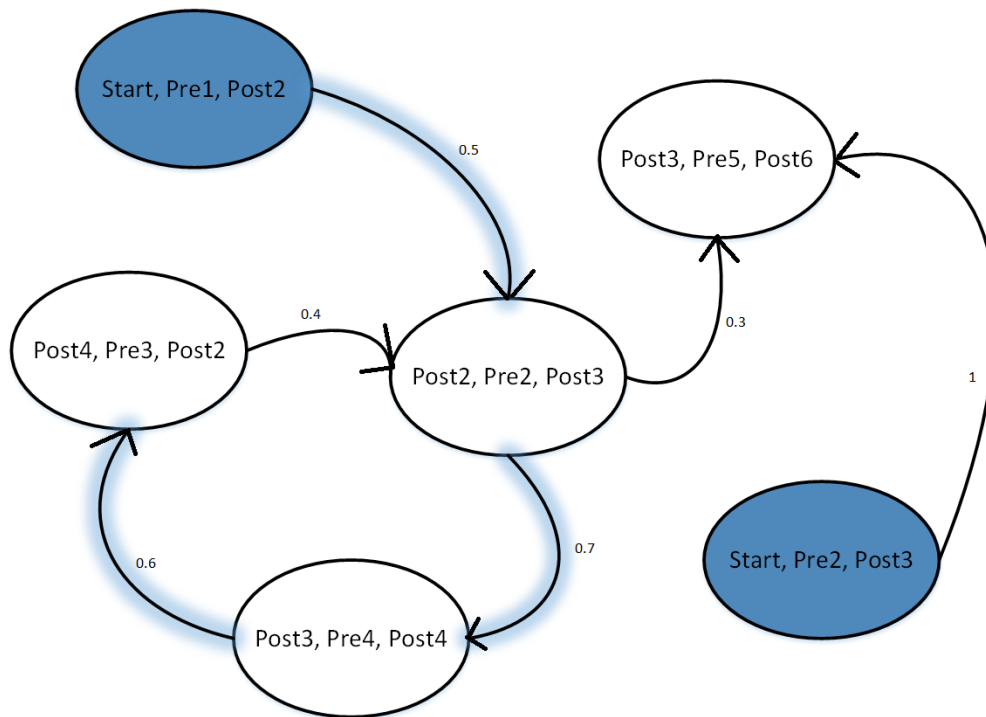 Start, Pre1, Post2
0.5
Post3, Pre5, Post6
0.4
0.3
Post4, Pre3, Post2
Post2, Pre2, Post3
1
0.7
0.6
Start, Pre2, Post3
Post3, Pre4, Post4